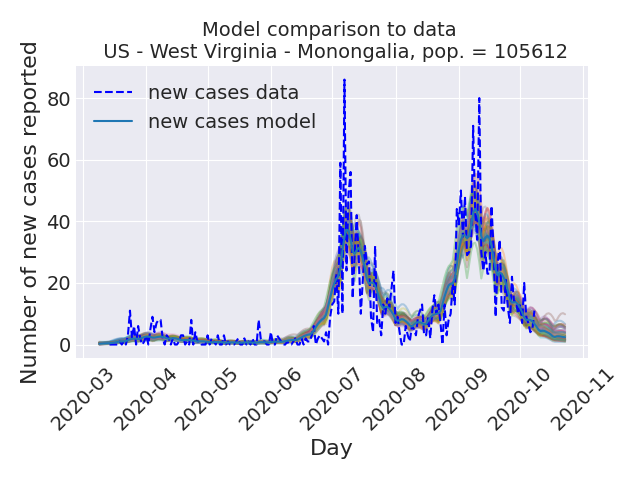 Model comparison to data
US - West Virginia - Monongalia, pop. = 105612
Number of new cases reported
80
60
40
20
0
new cases data
new cases model
2020-03
2020-04
2020-05
2020-06
2020-07
2020-08
2020-09
2020-10
2020-11
Day